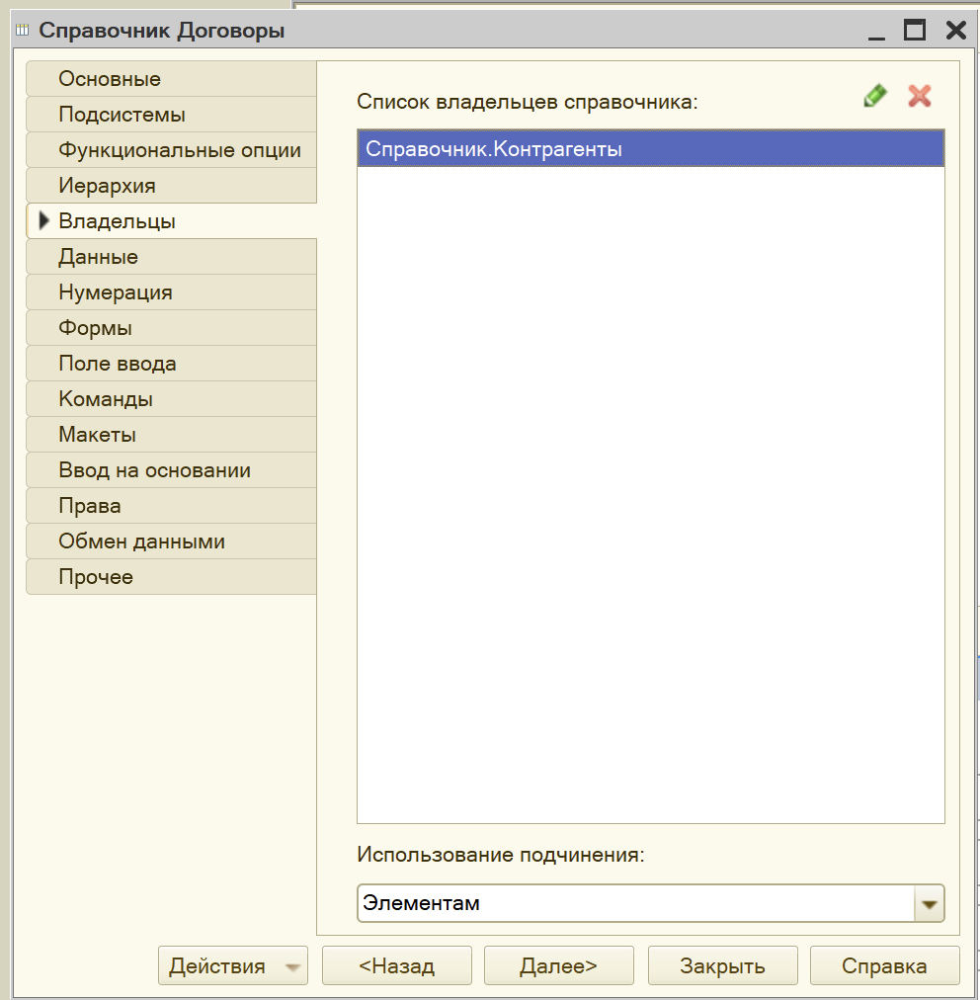 Справочник Договоры
Основные
Подсистемы
Функциональные опции
Иерархия
Владельцы
Данные
Нумерация
Формы
Поле ввода
Команды
Макеты
Ввод на основании
Права
Обмен данными
Прочее
Список владельцев справочника:
Справочник.Контрагенты
Использование подчинения:
Элементам
Действия
<Назад
Далее>
Закрыть
Справка